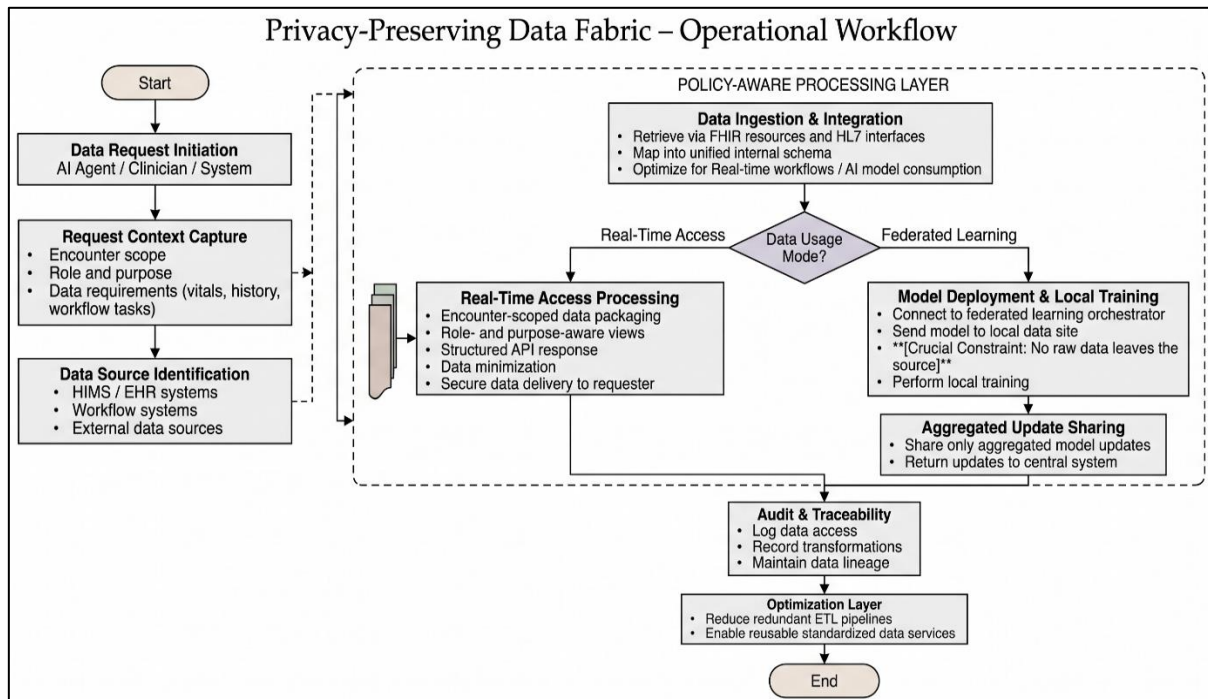 Privacy-Preserving Data Fabric – Operational Workflow
Start
Data Request Initiation
AI Agent / Clinician / System
Request Context Capture
• Encounter scope
• Role and purpose
• Data requirements (vitals, history,
workflow tasks)
Data Source Identification
• HIMS / EHR systems
• Workflow systems
• External data sources
POLICY-AWARE PROCESSING LAYER
Data Ingestion & Integration
• Retrieve via FHIR resources and HL7 interfaces
• Map into unified internal schema
• Optimize for Real-time workflows / AI model consumption
Data Usage
Mode?
Real-Time Access
Federated Learning
Real-Time Access Processing
• Encounter-scoped data packaging
• Role- and purpose-aware views
• Structured API response
• Data minimization
• Secure data delivery to requester
Model Deployment & Local Training
• Connect to federated learning orchestrator
• Send model to local data site
• **[Crucial Constraint: No raw data leaves the
source]**
• Perform local training
Aggregated Update Sharing
• Share only aggregated model updates
• Return updates to central system
Audit & Traceability
• Log data access
• Record transformations
• Maintain data lineage
Optimization Layer
• Reduce redundant ETL pipelines
• Enable reusable standardized data services
End